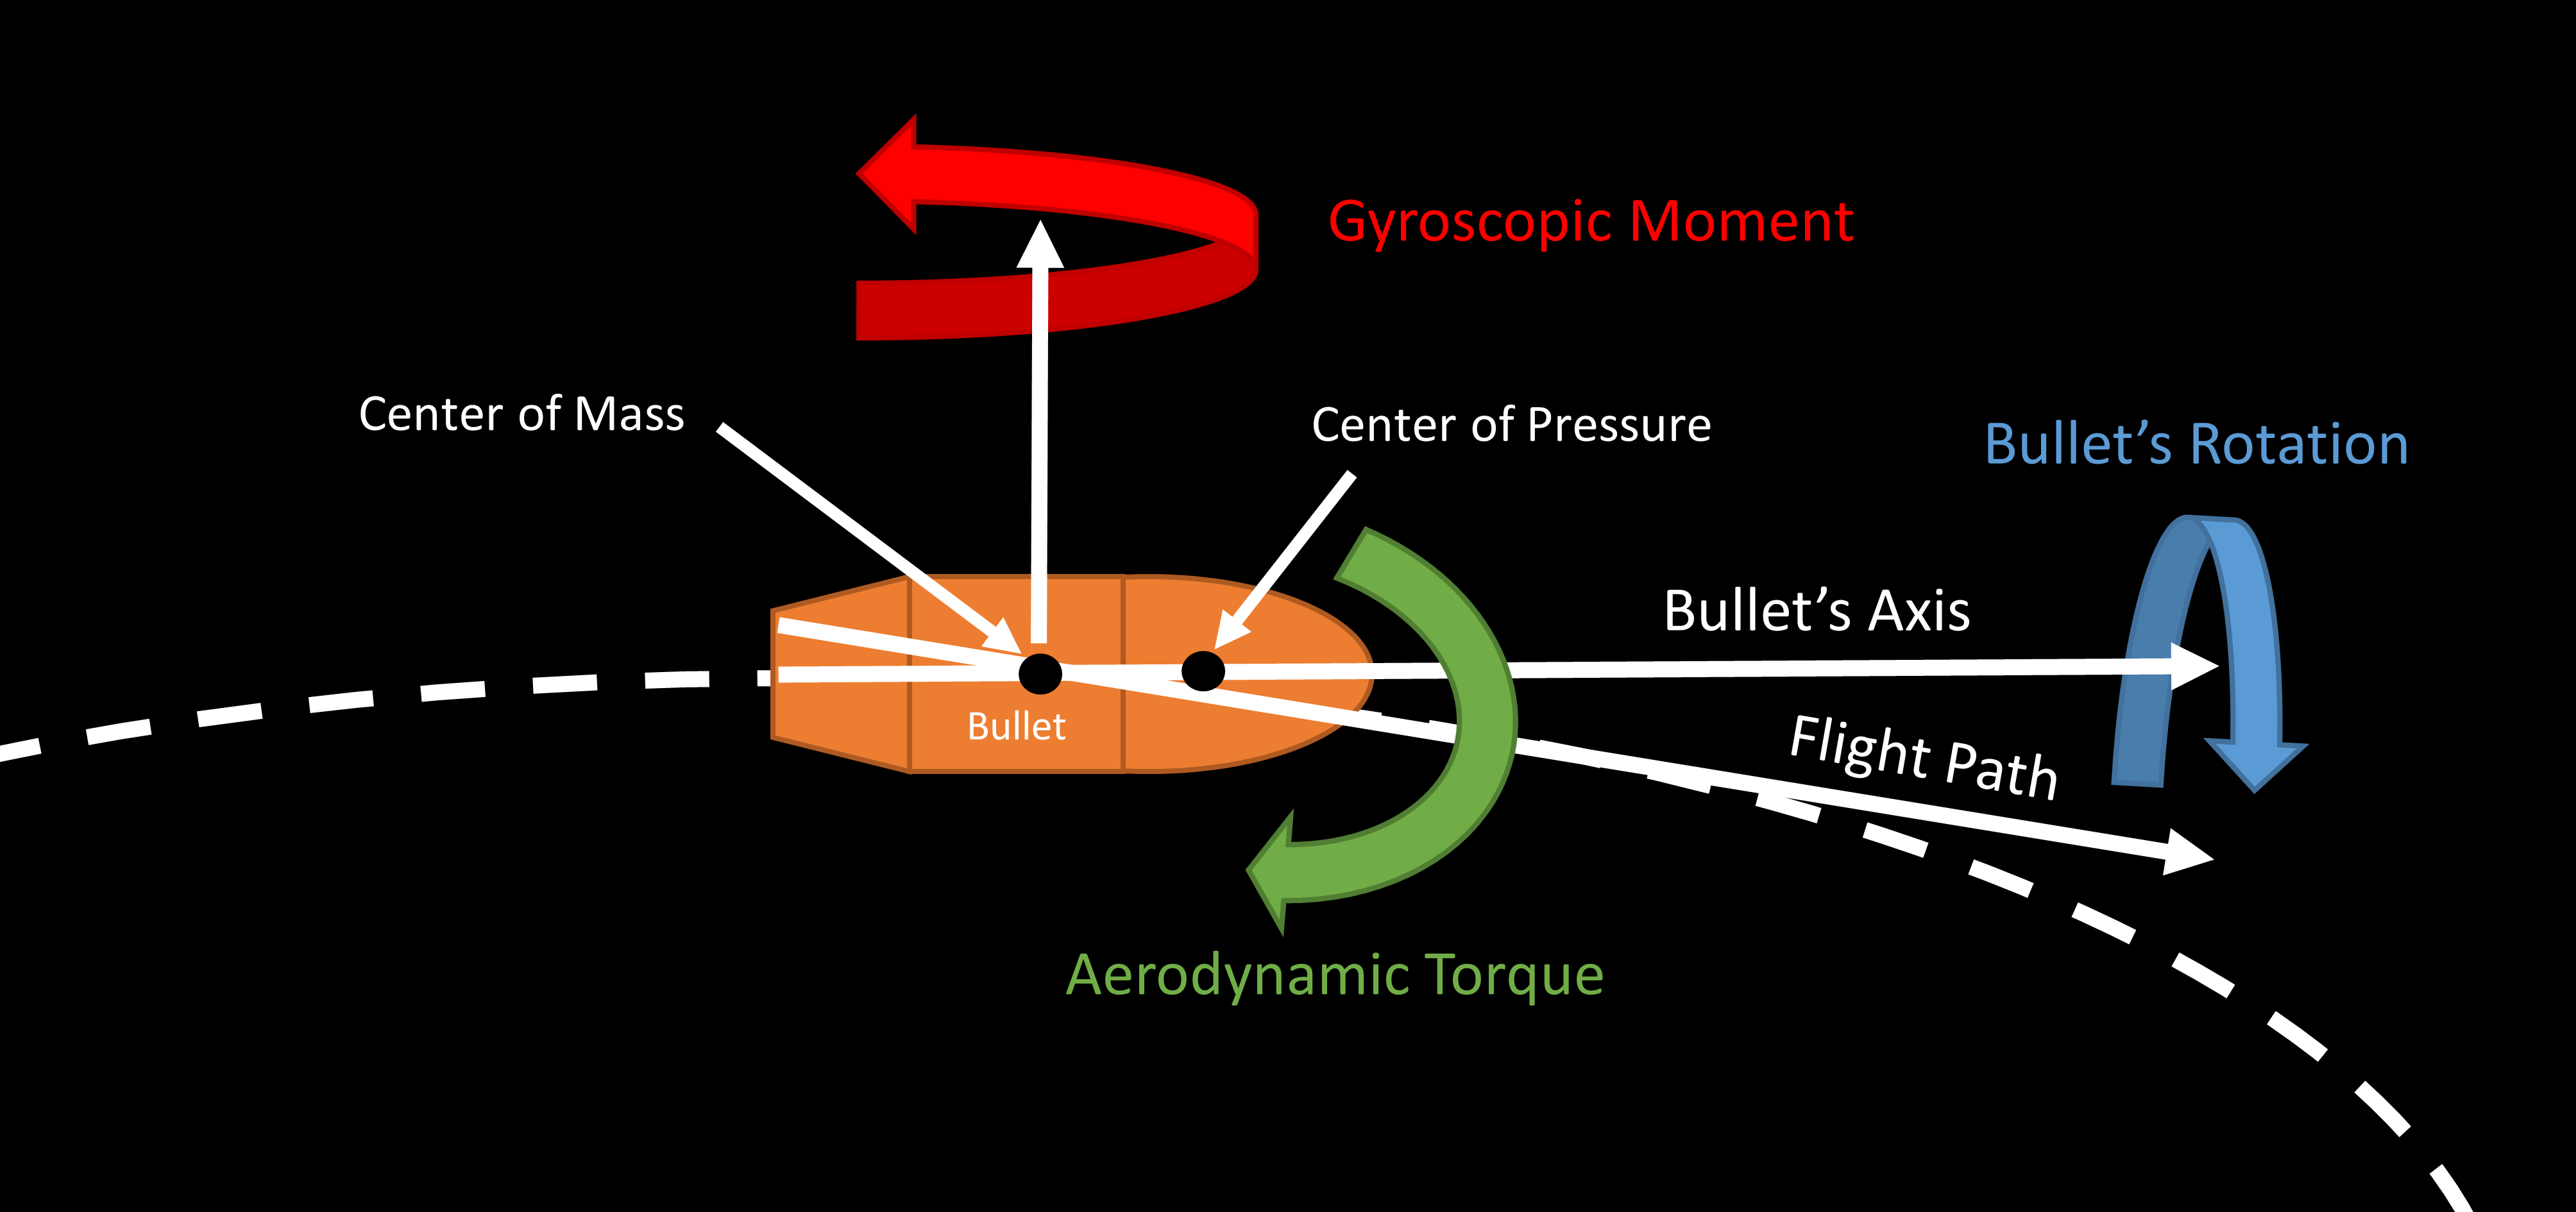 Gyroscopic Moment
Center of Mass
Center of Pressure
Bullet’s Rotation
Bullet’s Axis
Bullet
Flight Path
Aerodynamic Torque